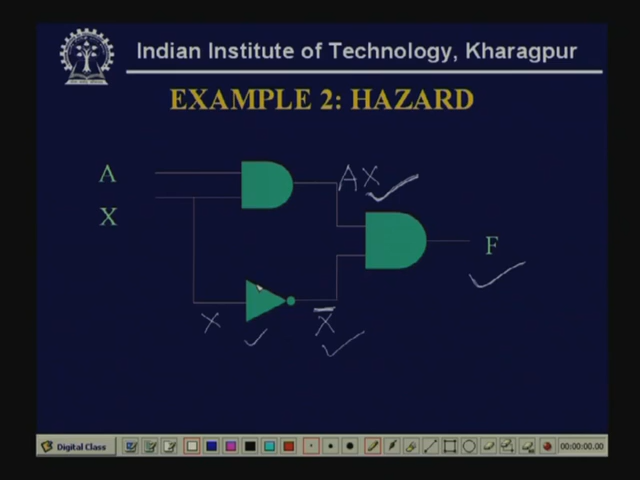 Indian Institute of Technology, Kharagpur
EXAMPLE 2: HAZARD
A
AX
X
F
X
X̅
Digital Class
00:00:00.00